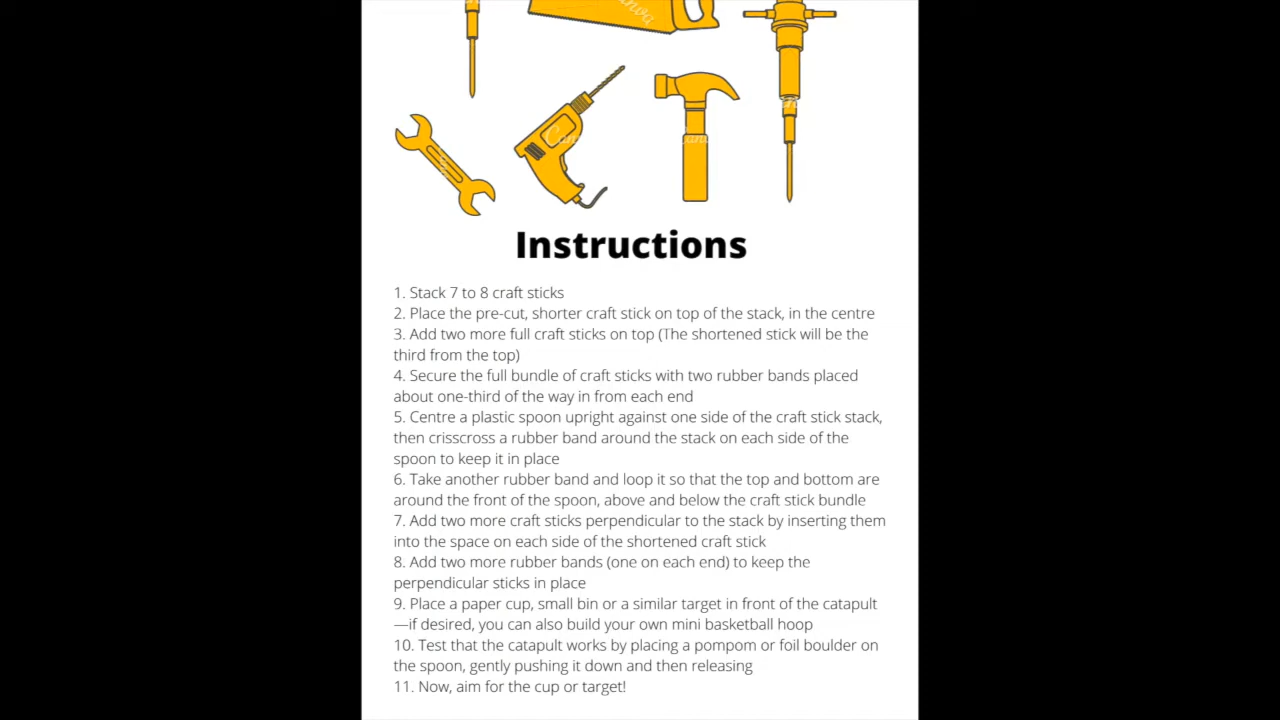 Instructions
1. Stack 7 to 8 craft sticks
2. Place the pre-cut, shorter craft stick on top of the stack, in the centre
3. Add two more full craft sticks on top (The shortened stick will be the
third from the top)
4. Secure the full bundle of craft sticks with two rubber bands placed
about one-third of the way in from each end
5. Centre a plastic spoon upright against one side of the craft stick stack,
then crisscross a rubber band around the stack on each side of the
spoon to keep it in place
6. Take another rubber band and loop it so that the top and bottom are
around the front of the spoon, above and below the craft stick bundle
7. Add two more craft sticks perpendicular to the stack by inserting them
into the space on each side of the shortened craft stick
8. Add two more rubber bands (one on each end) to keep the
perpendicular sticks in place
9. Place a paper cup, small bin or a similar target in front of the catapult
—if desired, you can also build your own mini basketball hoop
10. Test that the catapult works by placing a pompom or foil boulder on
the spoon, gently pushing it down and then releasing
11. Now, aim for the cup or target!